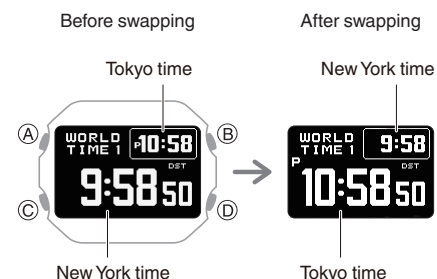 Before swapping
After swapping
Tokyo time
New York time
A
B
C
D
WORLD
TIME 1
P10:58
DST
9:58 50
WORLD
TIME 1
9:58
P
DST
10:58 50
New York time
Tokyo time